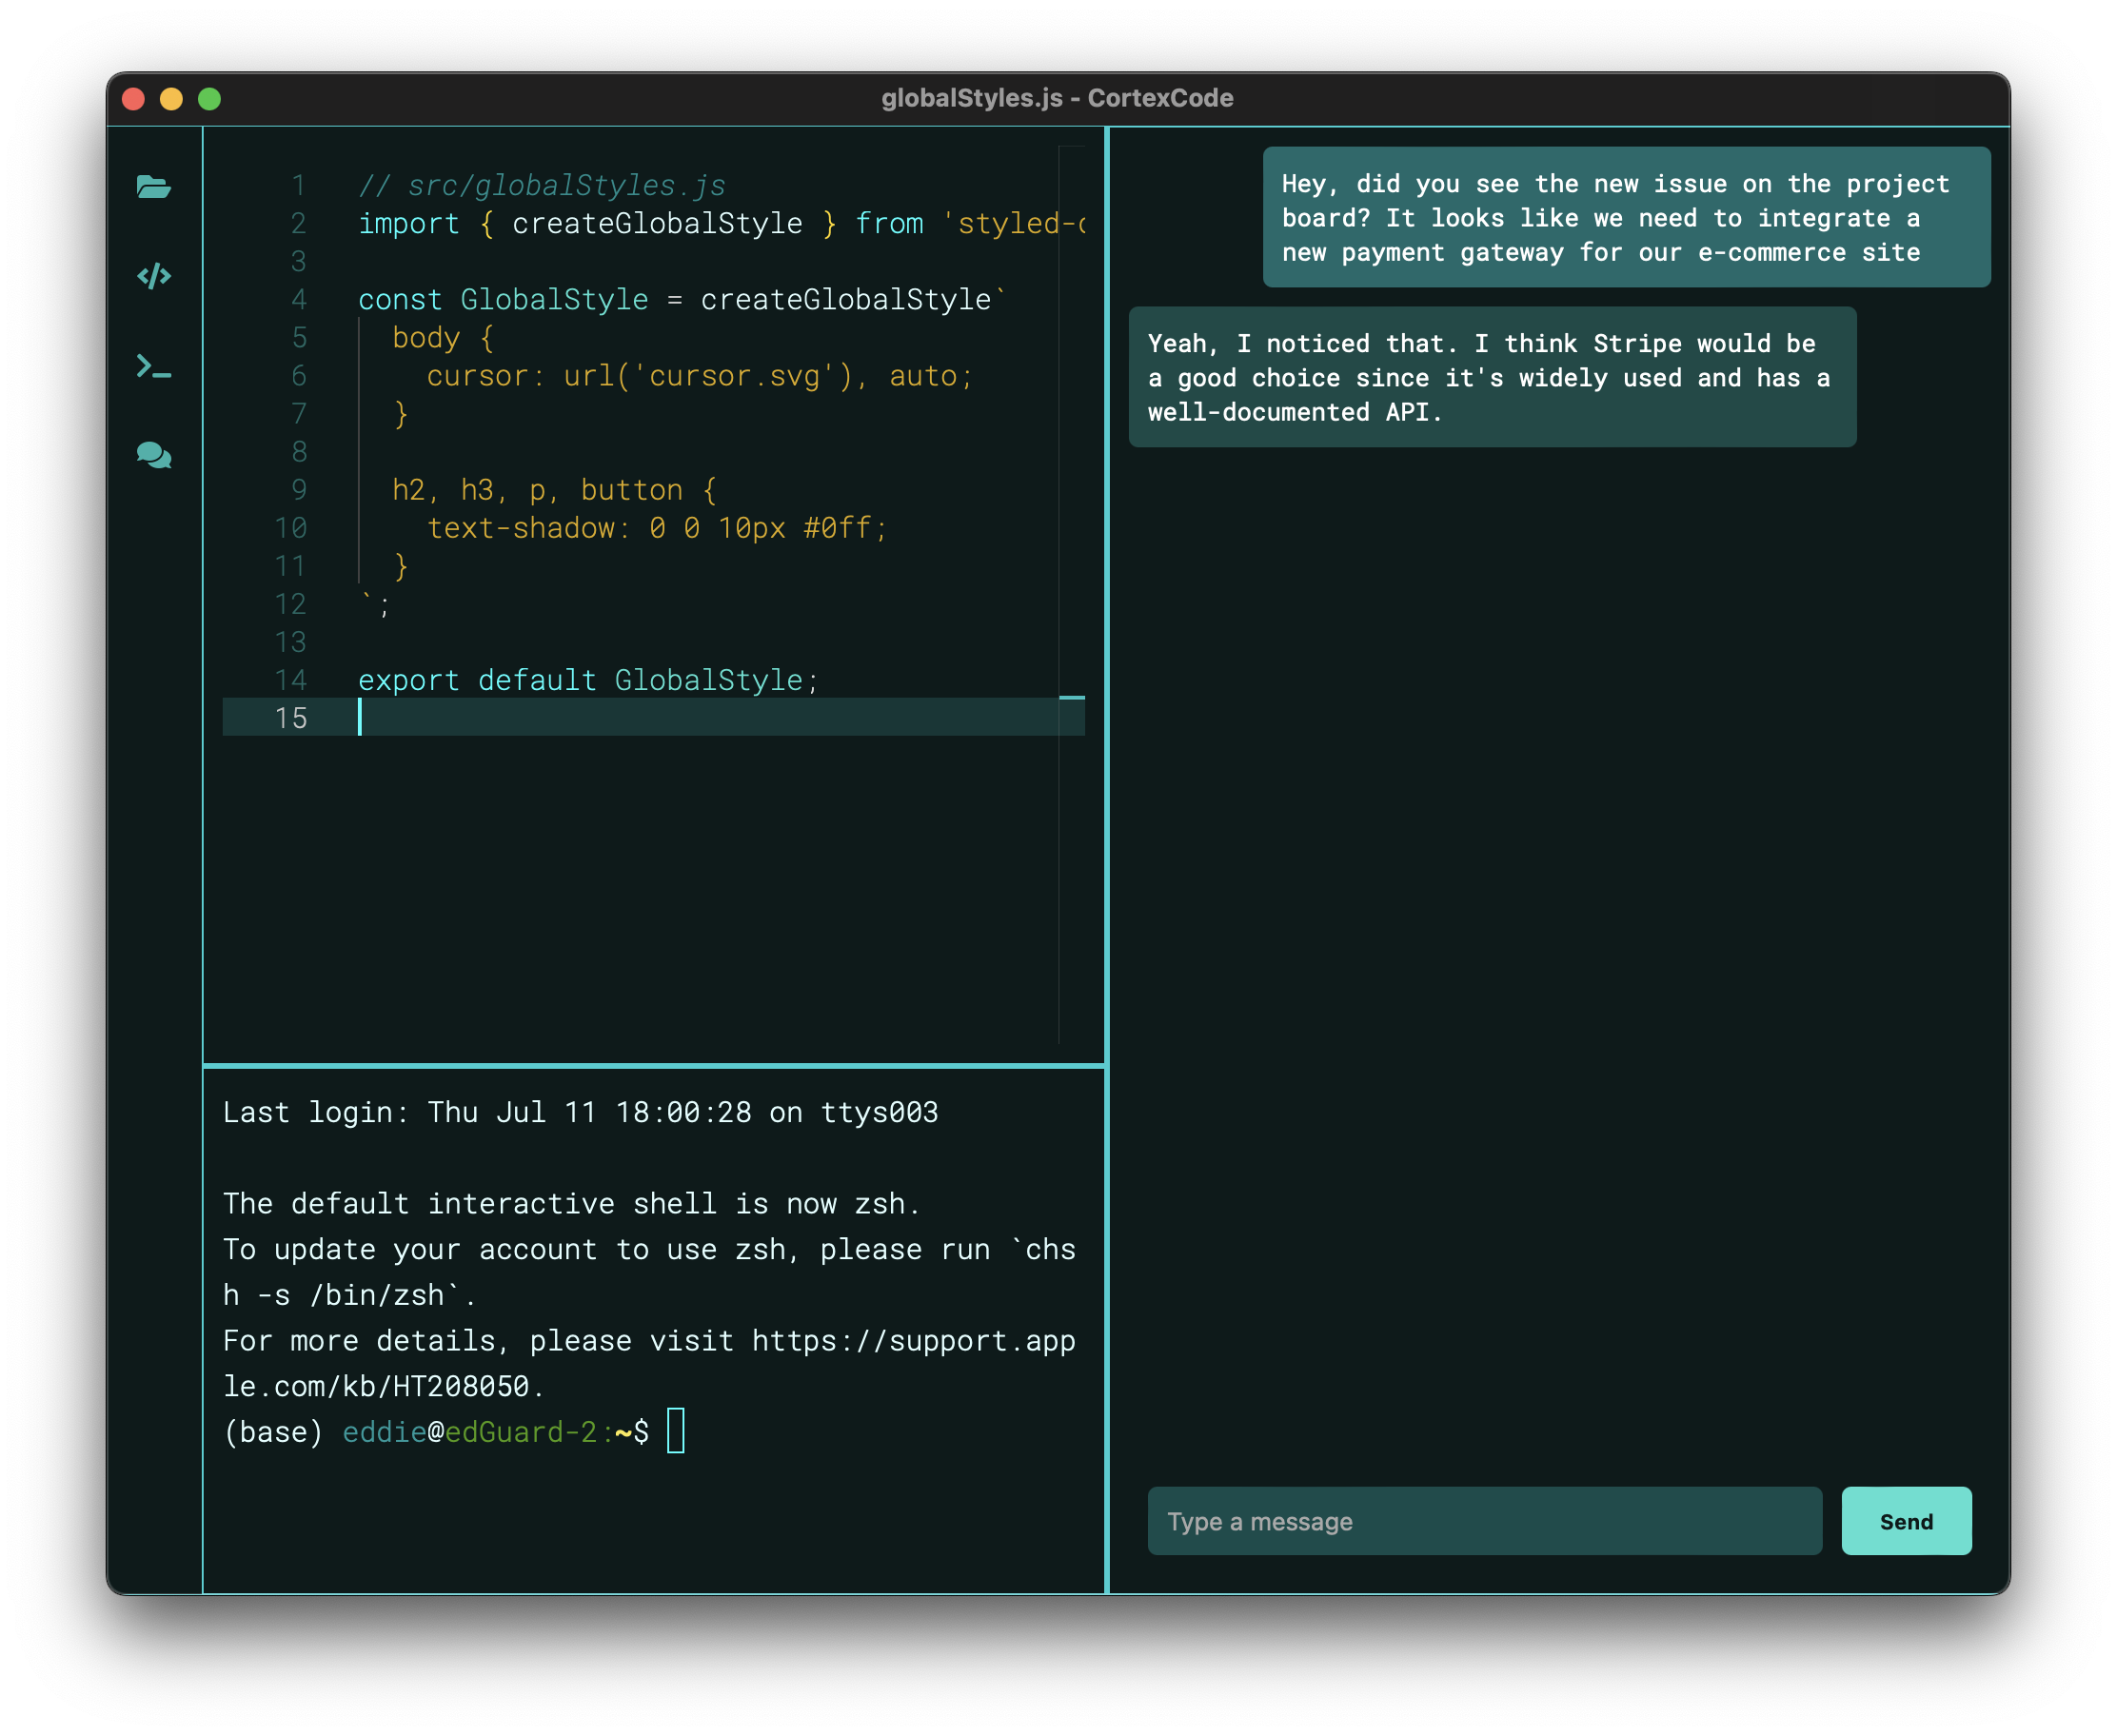 globalStyles.js - CortexCode
1 // src/globalStyles.js
2 import { createGlobalStyle } from 'styled-c
3
4 const GlobalStyle = createGlobalStyle`
5 body {
6 cursor: url('cursor.svg'), auto;
7 }
8
9 h2, h3, p, button {
10 text-shadow: 0 0 10px #0ff;
11 }
12 `;
13
14 export default GlobalStyle;
15
Last login: Thu Jul 11 18:00:28 on ttys003
The default interactive shell is now zsh.
To update your account to use zsh, please run `chs
h -s /bin/zsh`.
For more details, please visit https://support.app
le.com/kb/HT208050.
(base) eddie@edGuard-2:~$
Hey, did you see the new issue on the project
board? It looks like we need to integrate a
new payment gateway for our e-commerce site
Yeah, I noticed that. I think Stripe would be
a good choice since it's widely used and has a
well-documented API.
Type a message
Send